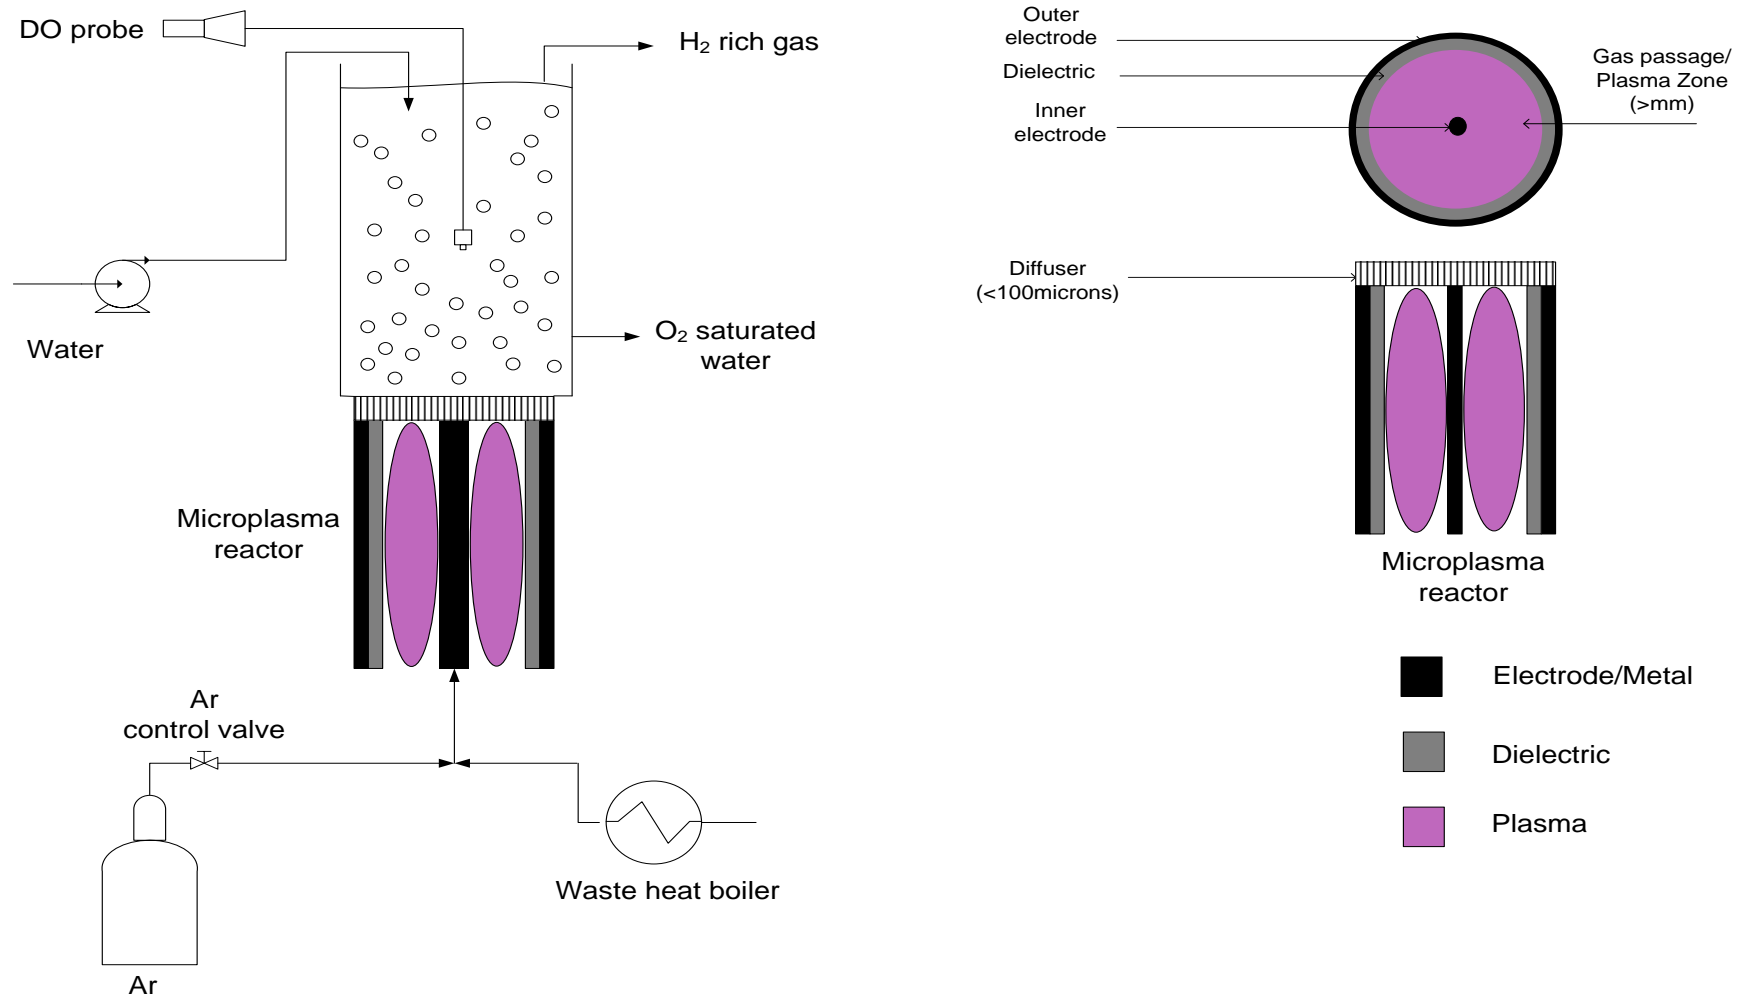 DO probe
H₂ rich gas
Water
O₂ saturated
water
Microplasma
reactor
Ar
control valve
Waste heat boiler
Ar
Outer
electrode
Dielectric
Inner
electrode
Gas passage/
Plasma Zone
(>mm)
Diffuser
(<100microns)
Microplasma
reactor
Electrode/Metal
Dielectric
Plasma